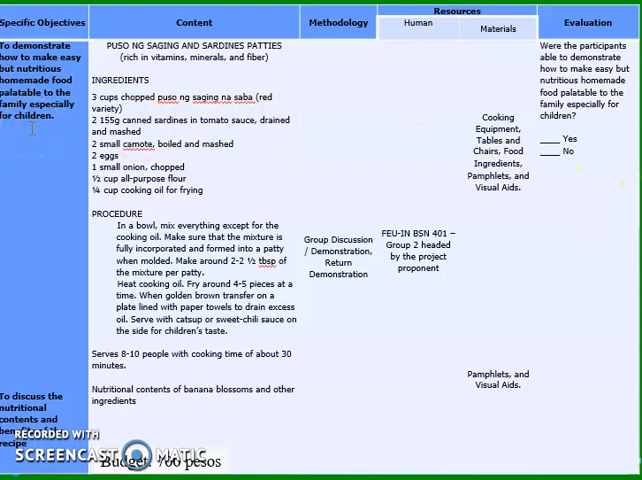 Specific Objectives
Content
Methodology
Resources
Human
Materials
Evaluation
To demonstrate
how to make easy
but nutritious
homemade food
palatable to the
family especially
for children.
PUSO NG SAGING AND SARDINES PATTIES
(rich in vitamins, minerals, and fiber)
INGREDIENTS
3 cups chopped puso ng saging na saba (red
variety)
2 155g canned sardines in tomato sauce, drained
and mashed
2 small camote, boiled and mashed
2 eggs
1 small onion, chopped
½ cup all-purpose flour
¼ cup cooking oil for frying
PROCEDURE
In a bowl, mix everything except for the
cooking oil. Make sure that the mixture is
fully incorporated and formed into a patty
when molded. Make around 2-2 ½ tbsp of
the mixture per patty.
Heat cooking oil. Fry around 4-5 pieces at a
time. When golden brown transfer on a
plate lined with paper towels to drain excess
oil. Serve with catsup or sweet-chili sauce on
the side for children's taste.
Serves 8-10 people with cooking time of about 30
minutes.
Nutritional contents of banana blossoms and other
ingredients
Group Discussion
/ Demonstration,
Return
Demonstration
FEU-IN BSN 401 –
Group 2 headed
by the project
proponent
Cooking
Equipment,
Tables and
Chairs, Food
Ingredients,
Pamphlets, and
Visual Aids.
Pamphlets, and
Visual Aids.
Were the participants
able to demonstrate
how to make easy but
nutritious homemade
food palatable to the
family especially for
children?
____ Yes
____ No
To discuss the
nutritional
contents and
recipe
RECORDED WITH
SCREENCAST MATIC
Budget: 700 pesos